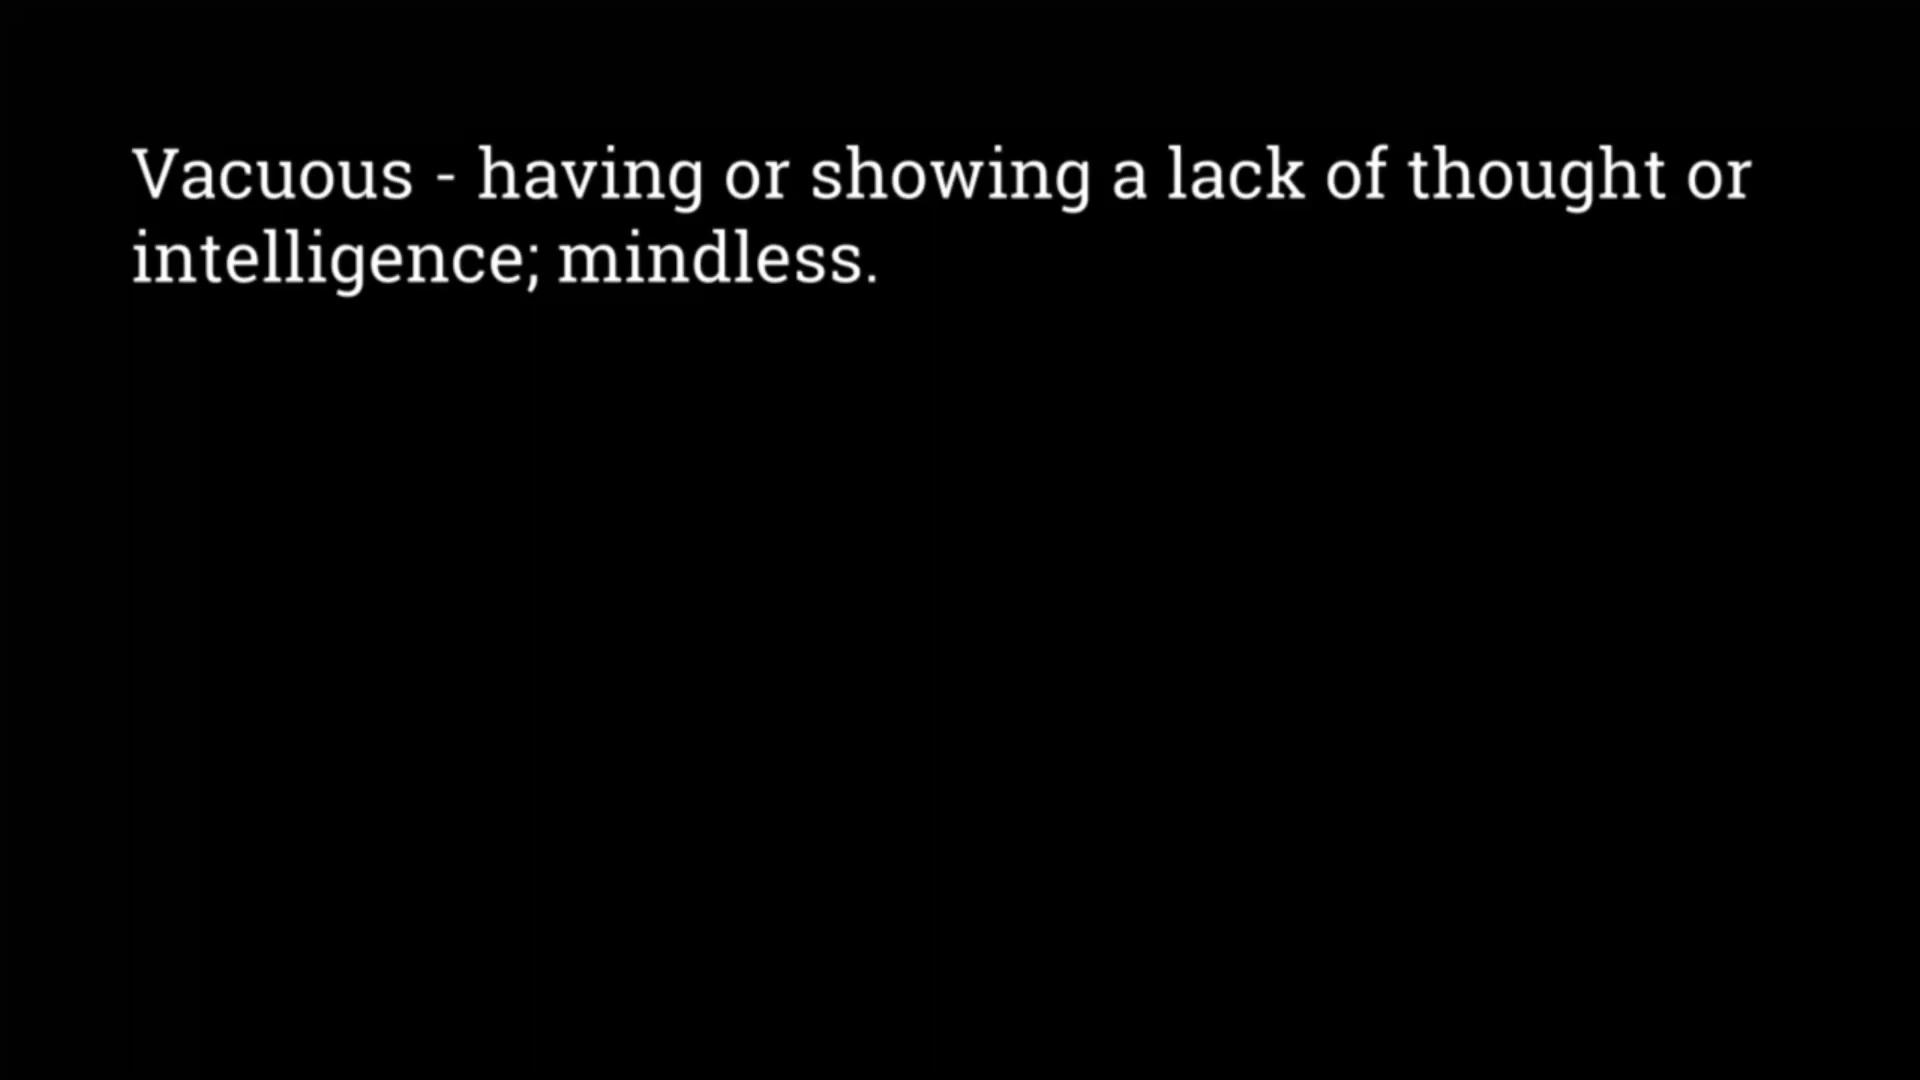 Vacuous - having or showing a lack of thought or
intelligence; mindless.